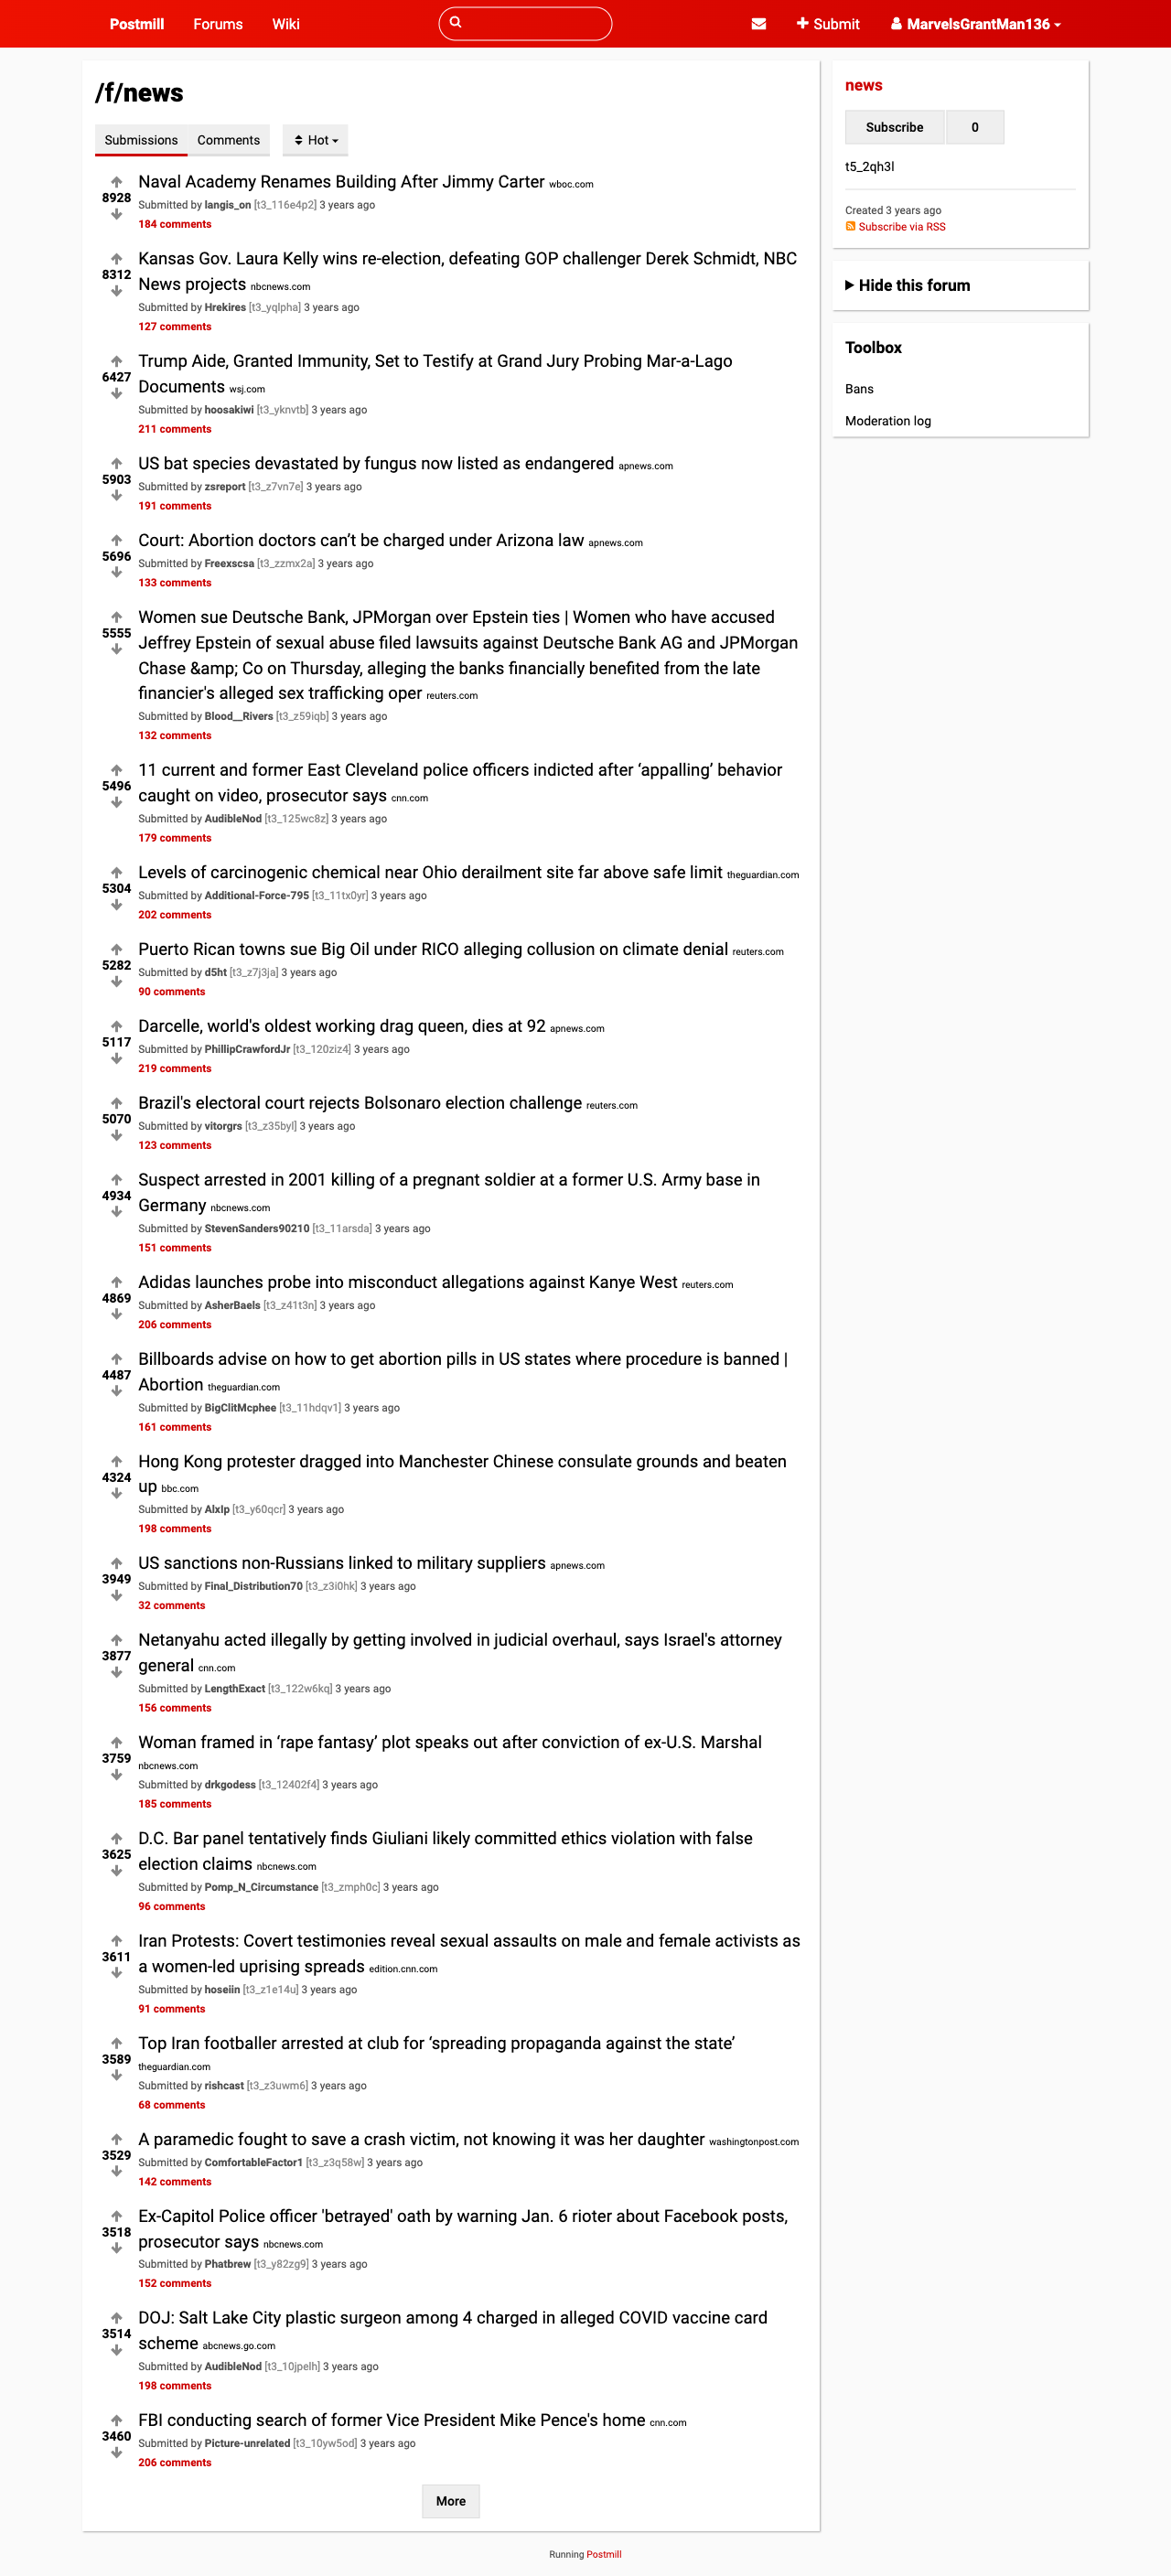 Postmill Forums Wiki Submit MarvelsGrantMan136
/f/news
Submissions Comments Hot
Naval Academy Renames Building After Jimmy Carter wboc.com
8928
Submitted by langis_on [t3_116e4p2] 3 years ago
184 comments
Kansas Gov. Laura Kelly wins re-election, defeating GOP challenger Derek Schmidt, NBC
8312
News projects nbcnews.com
Submitted by Hrekires [t3_yqlpha] 3 years ago
127 comments
Trump Aide, Granted Immunity, Set to Testify at Grand Jury Probing Mar-a-Lago
6427
Documents wsj.com
Submitted by hoosakiwi [t3_yknvtb] 3 years ago
211 comments
US bat species devastated by fungus now listed as endangered apnews.com
5903
Submitted by zsreport [t3_z7vn7e] 3 years ago
191 comments
Court: Abortion doctors can’t be charged under Arizona law apnews.com
5696
Submitted by Freexscsa [t3_zzmx2a] 3 years ago
133 comments
Women sue Deutsche Bank, JPMorgan over Epstein ties | Women who have accused
5555
Jeffrey Epstein of sexual abuse filed lawsuits against Deutsche Bank AG and JPMorgan
Chase &amp; Co on Thursday, alleging the banks financially benefited from the late
financier's alleged sex trafficking oper reuters.com
Submitted by Blood__Rivers [t3_z59iqb] 3 years ago
132 comments
11 current and former East Cleveland police officers indicted after ‘appalling’ behavior
5496
caught on video, prosecutor says cnn.com
Submitted by AudibleNod [t3_125wc8z] 3 years ago
179 comments
Levels of carcinogenic chemical near Ohio derailment site far above safe limit theguardian.com
5304
Submitted by Additional-Force-795 [t3_11tx0yr] 3 years ago
202 comments
Puerto Rican towns sue Big Oil under RICO alleging collusion on climate denial reuters.com
5282
Submitted by d5ht [t3_z7j3ja] 3 years ago
90 comments
Darcelle, world's oldest working drag queen, dies at 92 apnews.com
5117
Submitted by PhillipCrawfordJr [t3_120ziz4] 3 years ago
219 comments
Brazil's electoral court rejects Bolsonaro election challenge reuters.com
5070
Submitted by vitorgrs [t3_z35byl] 3 years ago
123 comments
Suspect arrested in 2001 killing of a pregnant soldier at a former U.S. Army base in
4934
Germany nbcnews.com
Submitted by StevenSanders90210 [t3_11arsda] 3 years ago
151 comments
Adidas launches probe into misconduct allegations against Kanye West reuters.com
4869
Submitted by AsherBaels [t3_z41t3n] 3 years ago
206 comments
Billboards advise on how to get abortion pills in US states where procedure is banned |
4487
Abortion theguardian.com
Submitted by BigClitMcphee [t3_11hdqv1] 3 years ago
161 comments
Hong Kong protester dragged into Manchester Chinese consulate grounds and beaten
4324
up bbc.com
Submitted by AlxIp [t3_y60qcr] 3 years ago
198 comments
US sanctions non-Russians linked to military suppliers apnews.com
3949
Submitted by Final_Distribution70 [t3_z3i0hk] 3 years ago
32 comments
Netanyahu acted illegally by getting involved in judicial overhaul, says Israel's attorney
3877
general cnn.com
Submitted by LengthExact [t3_122w6kq] 3 years ago
156 comments
Woman framed in ‘rape fantasy’ plot speaks out after conviction of ex-U.S. Marshal
3759
nbcnews.com
Submitted by drkgodess [t3_12402f4] 3 years ago
185 comments
D.C. Bar panel tentatively finds Giuliani likely committed ethics violation with false
3625
election claims nbcnews.com
Submitted by Pomp_N_Circumstance [t3_zmph0c] 3 years ago
96 comments
Iran Protests: Covert testimonies reveal sexual assaults on male and female activists as
3611
a women-led uprising spreads edition.cnn.com
Submitted by hoseiin [t3_z1e14u] 3 years ago
91 comments
Top Iran footballer arrested at club for ‘spreading propaganda against the state’
3589
theguardian.com
Submitted by rishcast [t3_z3uwm6] 3 years ago
68 comments
A paramedic fought to save a crash victim, not knowing it was her daughter washingtonpost.com
3529
Submitted by ComfortableFactor1 [t3_z3q58w] 3 years ago
142 comments
Ex-Capitol Police officer 'betrayed' oath by warning Jan. 6 rioter about Facebook posts,
3518
prosecutor says nbcnews.com
Submitted by Phatbrew [t3_y82zg9] 3 years ago
152 comments
DOJ: Salt Lake City plastic surgeon among 4 charged in alleged COVID vaccine card
3514
scheme abcnews.go.com
Submitted by AudibleNod [t3_10jpelh] 3 years ago
198 comments
FBI conducting search of former Vice President Mike Pence's home cnn.com
3460
Submitted by Picture-unrelated [t3_10yw5od] 3 years ago
206 comments
More
news
Subscribe 0
t5_2qh3l
Created 3 years ago
Subscribe via RSS
Hide this forum
Toolbox
Bans
Moderation log
Running Postmill